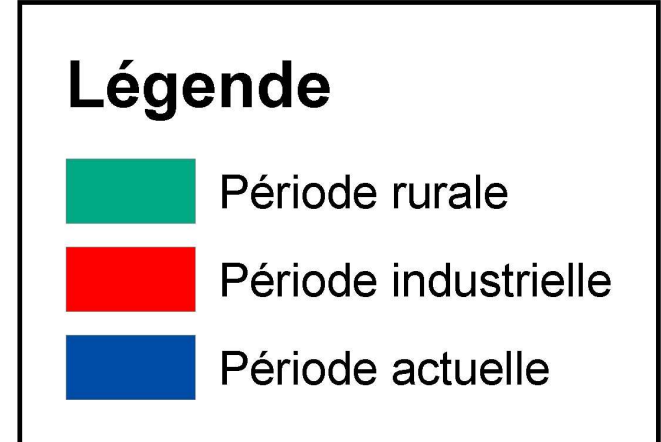 Légende
Période rurale
Période industrielle
Période actuelle